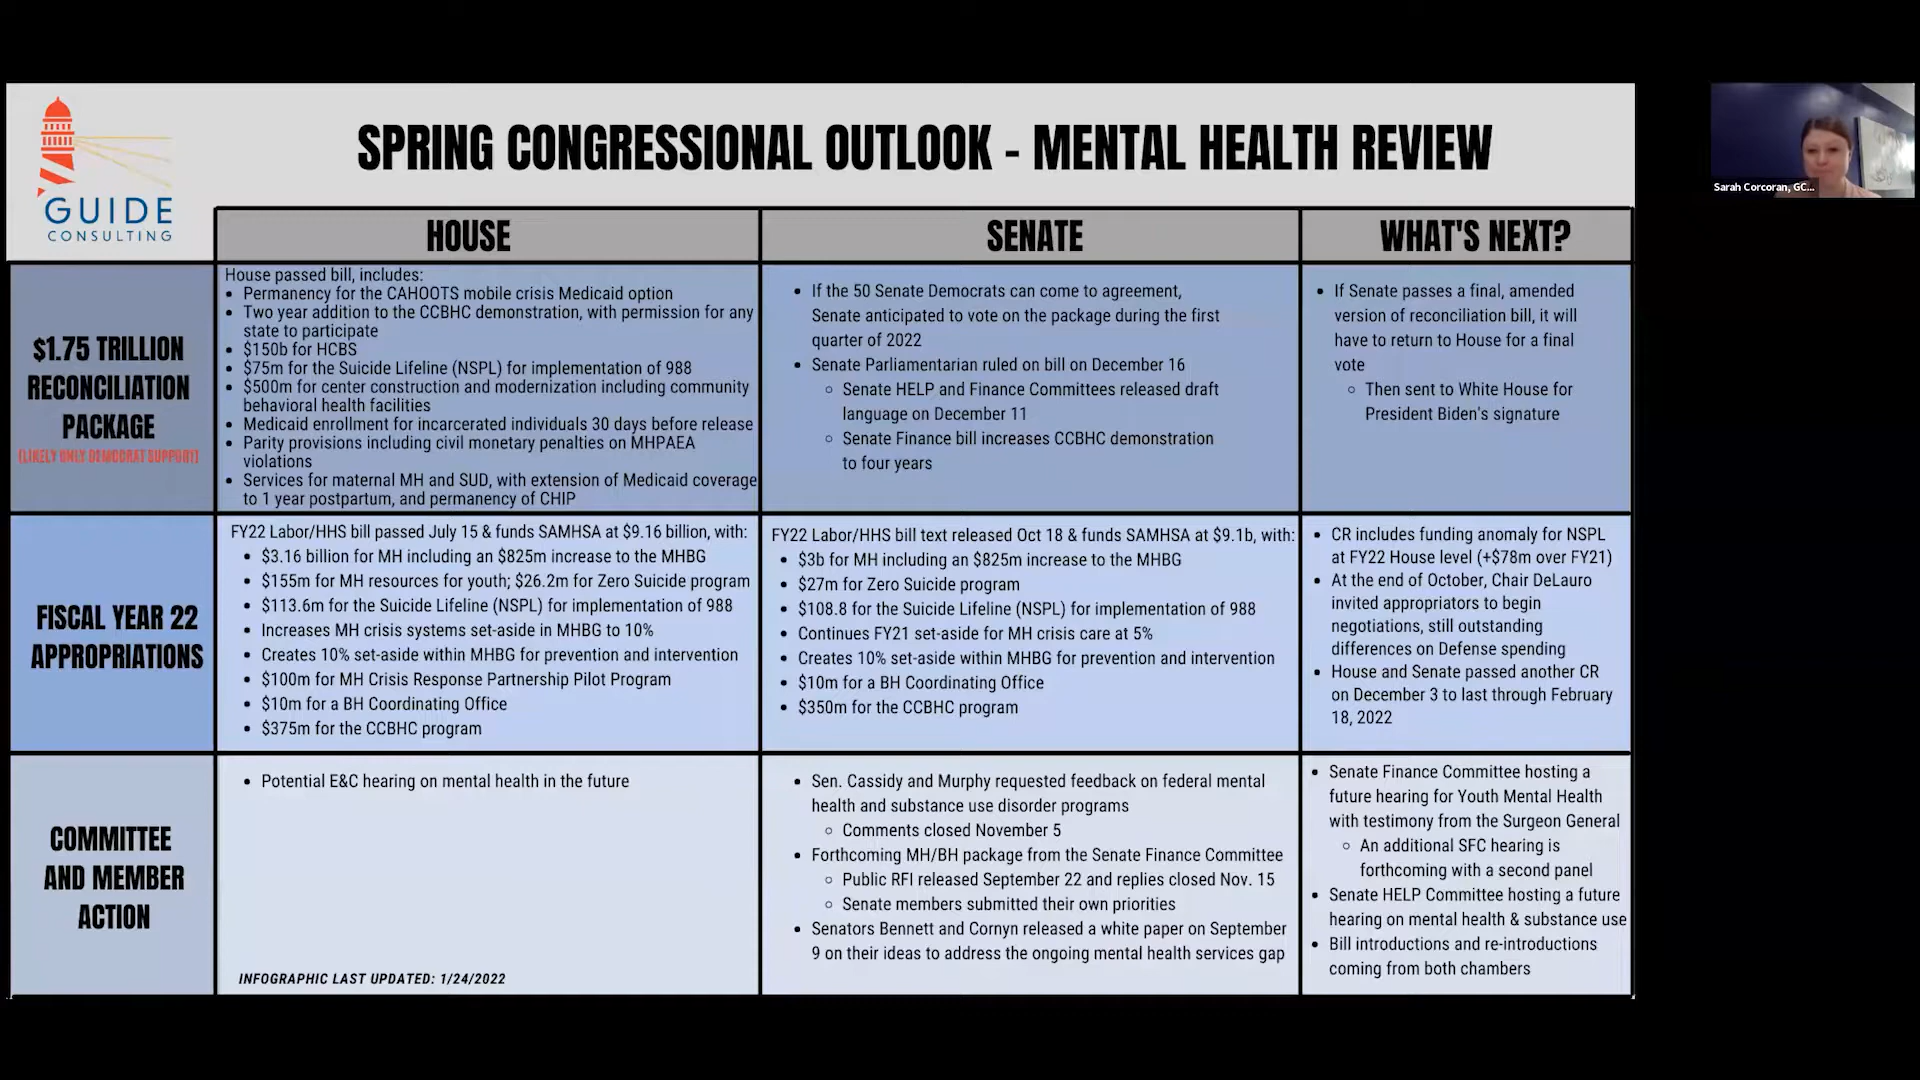 SPRING CONGRESSIONAL OUTLOOK - MENTAL HEALTH REVIEW
GUIDE
CONSULTING
Sarah Corcoran, GC...
HOUSE
SENATE
WHAT'S NEXT?
$1.75 TRILLION
RECONCILIATION
PACKAGE
(LIKELY ONLY DEMOCRAT SUPPORT)
House passed bill, includes:
• Permanency for the CAHOOTS mobile crisis Medicaid option
• Two year addition to the CCBHC demonstration, with permission for any
state to participate
• $150b for HCBS
• $75m for the Suicide Lifeline (NSPL) for implementation of 988
• $500m for center construction and modernization including community
behavioral health facilities
• Medicaid enrollment for incarcerated individuals 30 days before release
• Parity provisions including civil monetary penalties on MHPAEA
violations
• Services for maternal MH and SUD, with extension of Medicaid coverage
to 1 year postpartum, and permanency of CHIP
• If the 50 Senate Democrats can come to agreement,
Senate anticipated to vote on the package during the first
quarter of 2022
• Senate Parliamentarian ruled on bill on December 16
◦ Senate HELP and Finance Committees released draft
language on December 11
◦ Senate Finance bill increases CCBHC demonstration
to four years
• If Senate passes a final, amended
version of reconciliation bill, it will
have to return to House for a final
vote
◦ Then sent to White House for
President Biden's signature
FISCAL YEAR 22
APPROPRIATIONS
FY22 Labor/HHS bill passed July 15 & funds SAMHSA at $9.16 billion, with:
• $3.16 billion for MH including an $825m increase to the MHBG
• $155m for MH resources for youth; $26.2m for Zero Suicide program
• $113.6m for the Suicide Lifeline (NSPL) for implementation of 988
• Increases MH crisis systems set-aside in MHBG to 10%
• Creates 10% set-aside within MHBG for prevention and intervention
• $100m for MH Crisis Response Partnership Pilot Program
• $10m for a BH Coordinating Office
• $375m for the CCBHC program
FY22 Labor/HHS bill text released Oct 18 & funds SAMHSA at $9.1b, with:
• $3b for MH including an $825m increase to the MHBG
• $27m for Zero Suicide program
• $108.8 for the Suicide Lifeline (NSPL) for implementation of 988
• Continues FY21 set-aside for MH crisis care at 5%
• Creates 10% set-aside within MHBG for prevention and intervention
• $10m for a BH Coordinating Office
• $350m for the CCBHC program
• CR includes funding anomaly for NSPL
at FY22 House level (+$78m over FY21)
• At the end of October, Chair DeLauro
invited appropriators to begin
negotiations, still outstanding
differences on Defense spending
• House and Senate passed another CR
on December 3 to last through February
18, 2022
COMMITTEE
AND MEMBER
ACTION
• Potential E&C hearing on mental health in the future
INFOGRAPHIC LAST UPDATED: 1/24/2022
• Sen. Cassidy and Murphy requested feedback on federal mental
health and substance use disorder programs
◦ Comments closed November 5
• Forthcoming MH/BH package from the Senate Finance Committee
◦ Public RFI released September 22 and replies closed Nov. 15
◦ Senate members submitted their own priorities
• Senators Bennett and Cornyn released a white paper on September
9 on their ideas to address the ongoing mental health services gap
• Senate Finance Committee hosting a
future hearing for Youth Mental Health
with testimony from the Surgeon General
◦ An additional SFC hearing is
forthcoming with a second panel
• Senate HELP Committee hosting a future
hearing on mental health & substance use
• Bill introductions and re-introductions
coming from both chambers